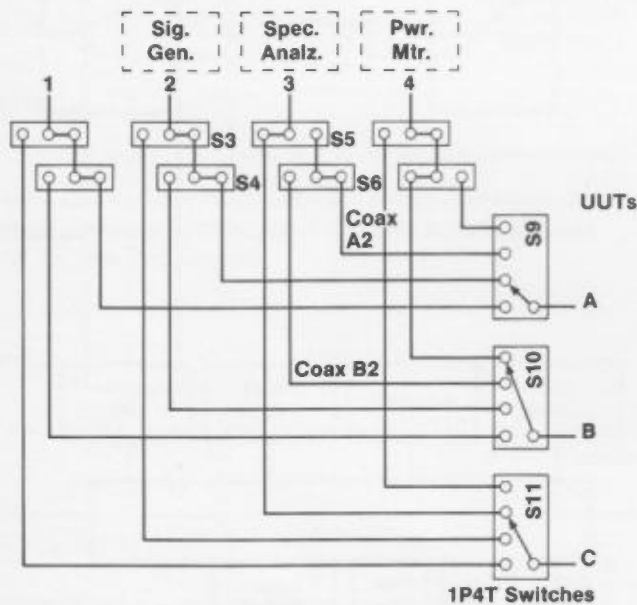 Sig.
Gen.
Spec.
Analz.
Pwr.
Mtr.
1
2
3
4
S3
S5
S4
S6
UUTs
Coax
A2
S9
A
Coax B2
S10
B
S11
C
1P4T Switches